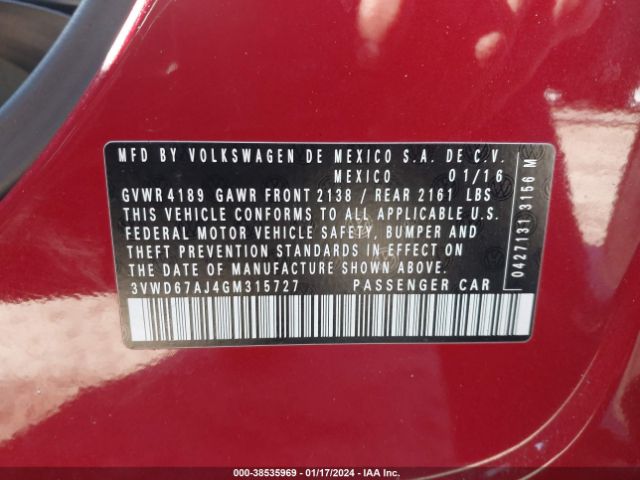 MFD BY VOLKSWAGEN DE MEXICO S.A. DE C.V.
MEXICO 01/16
GVWR 4189 GAWR FRONT 2138 / REAR 2161 LBS
THIS VEHICLE CONFORMS TO ALL APPLICABLE U.S.
FEDERAL MOTOR VEHICLE SAFETY, BUMPER AND
THEFT PREVENTION STANDARDS IN EFFECT ON
THE DATE OF MANUFACTURE SHOWN ABOVE.
3VWD67AJ4GM315727 PASSENGER CAR
0427131 3156 M
000-38535969 | 01/17/2024 | IAA Inc.